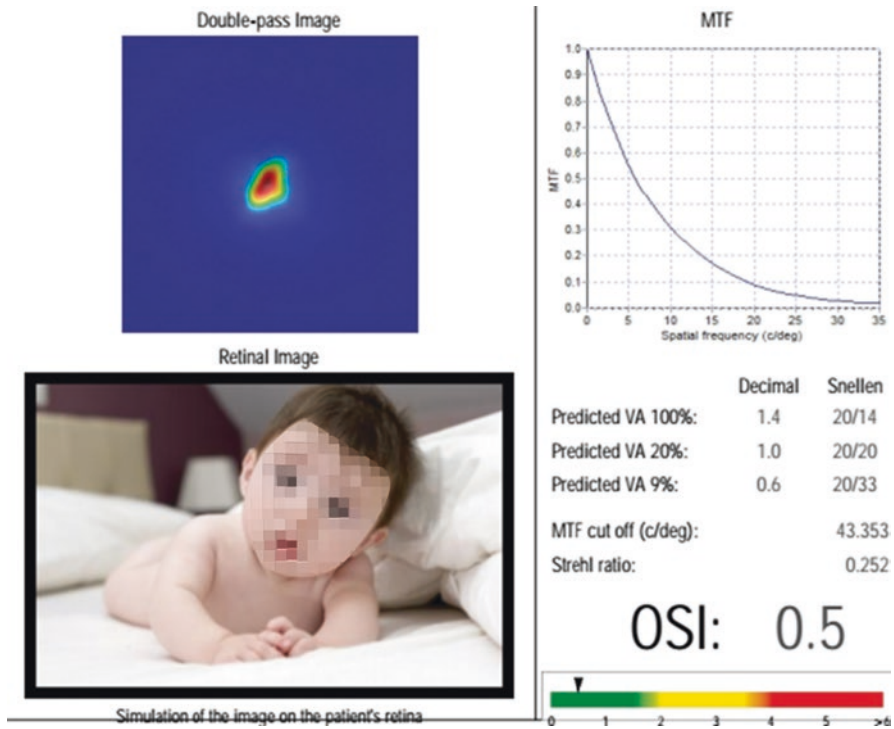 Double-pass Image
Retinal Image
Simulation of the image on the patient's retina
MTF
1.0
0.9
0.8
0.7
0.6
0.5
0.4
0.3
0.2
0.1
0.0
MTF
0 5 10 15 20 25 30 35
Spatial frequency (c/deg)
Decimal Snellen
Predicted VA 100%: 1.4 20/14
Predicted VA 20%: 1.0 20/20
Predicted VA 9%: 0.6 20/33
MTF cut off (c/deg): 43.353
Strehl ratio: 0.252
OSI: 0.5
0 1 2 3 4 5 >6